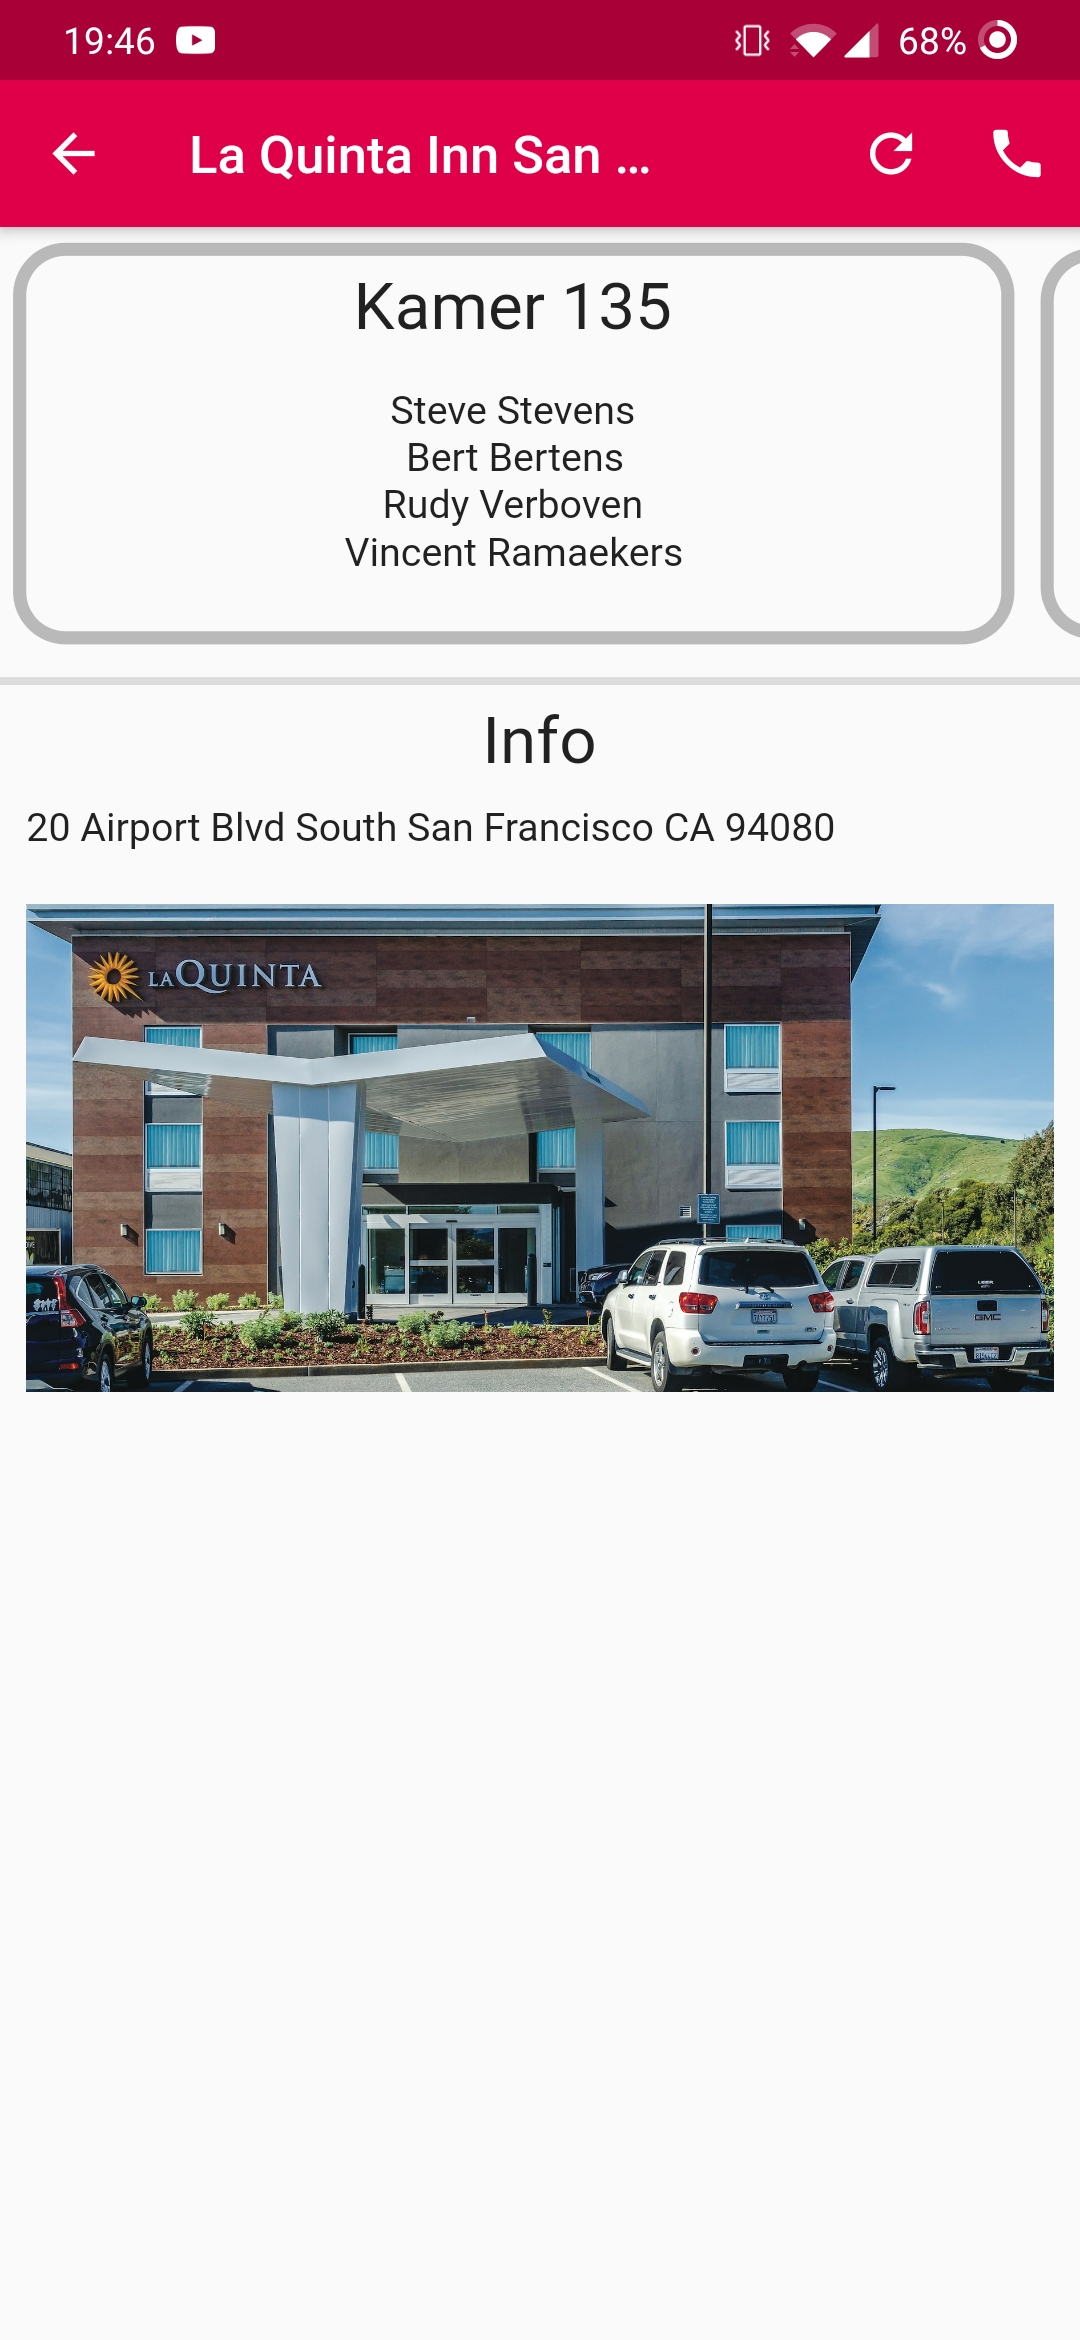 19:46
68%
La Quinta Inn San ...
Kamer 135
Steve Stevens
Bert Bertens
Rudy Verboven
Vincent Ramaekers
Info
20 Airport Blvd South San Francisco CA 94080
LAQUINTA
GMC